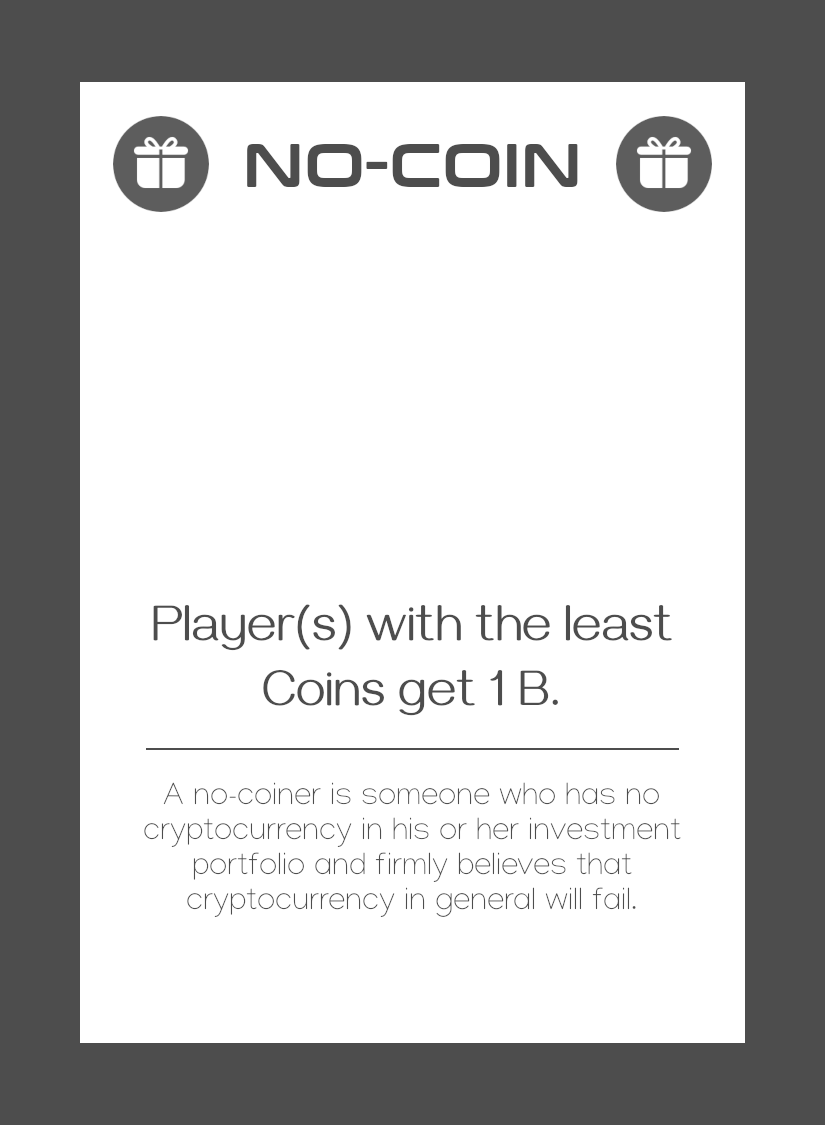 NO-COIN
Player(s) with the least
Coins get 1 B.
A no-coiner is someone who has no
cryptocurrency in his or her investment
portfolio and firmly believes that
cryptocurrency in general will fail.